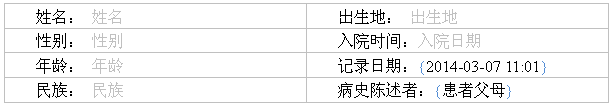 姓名： 姓名 出生地： 出生地
性别： 性别 入院时间：入院日期
年龄： 年龄 记录日期：{2014-03-07 11:01}
民族： 民族 病史陈述者：{患者父母}